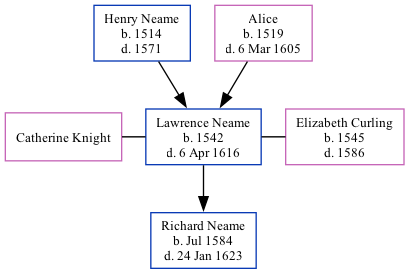 Henry Neame
b. 1514
d. 1571
Alice
b. 1519
d. 6 Mar 1605
Catherine Knight
Lawrence Neame
b. 1542
d. 6 Apr 1616
Elizabeth Curling
b. 1545
d. 1586
Richard Neame
b. Jul 1584
d. 24 Jan 1623